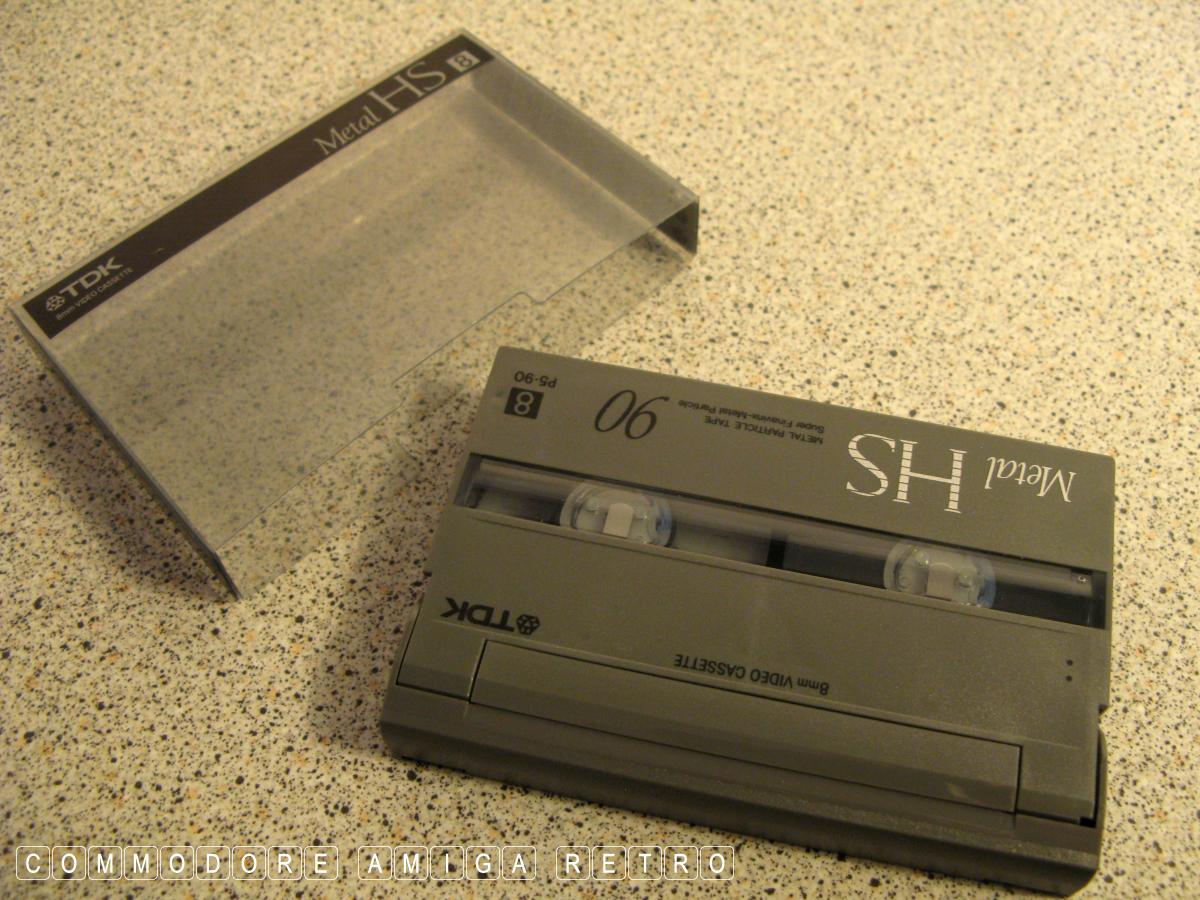 Metal HS 8
TDK
8mm VIDEO CASSETTE
Metal HS
METAL PARTICLE TAPE
Super Finavinx-Metal Particle
90
8
P5-90
TDK
8mm VIDEO CASSETTE
COMMODORE AMIGA RETRO